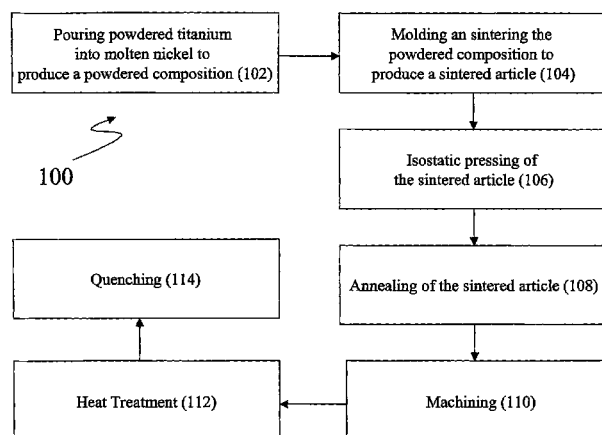 Pouring powdered titanium
into molten nickel to
produce a powdered composition (102)
Molding an sintering the
powdered composition to
produce a sintered article (104)
100
Isostatic pressing of
the sintered article (106)
Quenching (114)
Annealing of the sintered article (108)
Heat Treatment (112)
Machining (110)